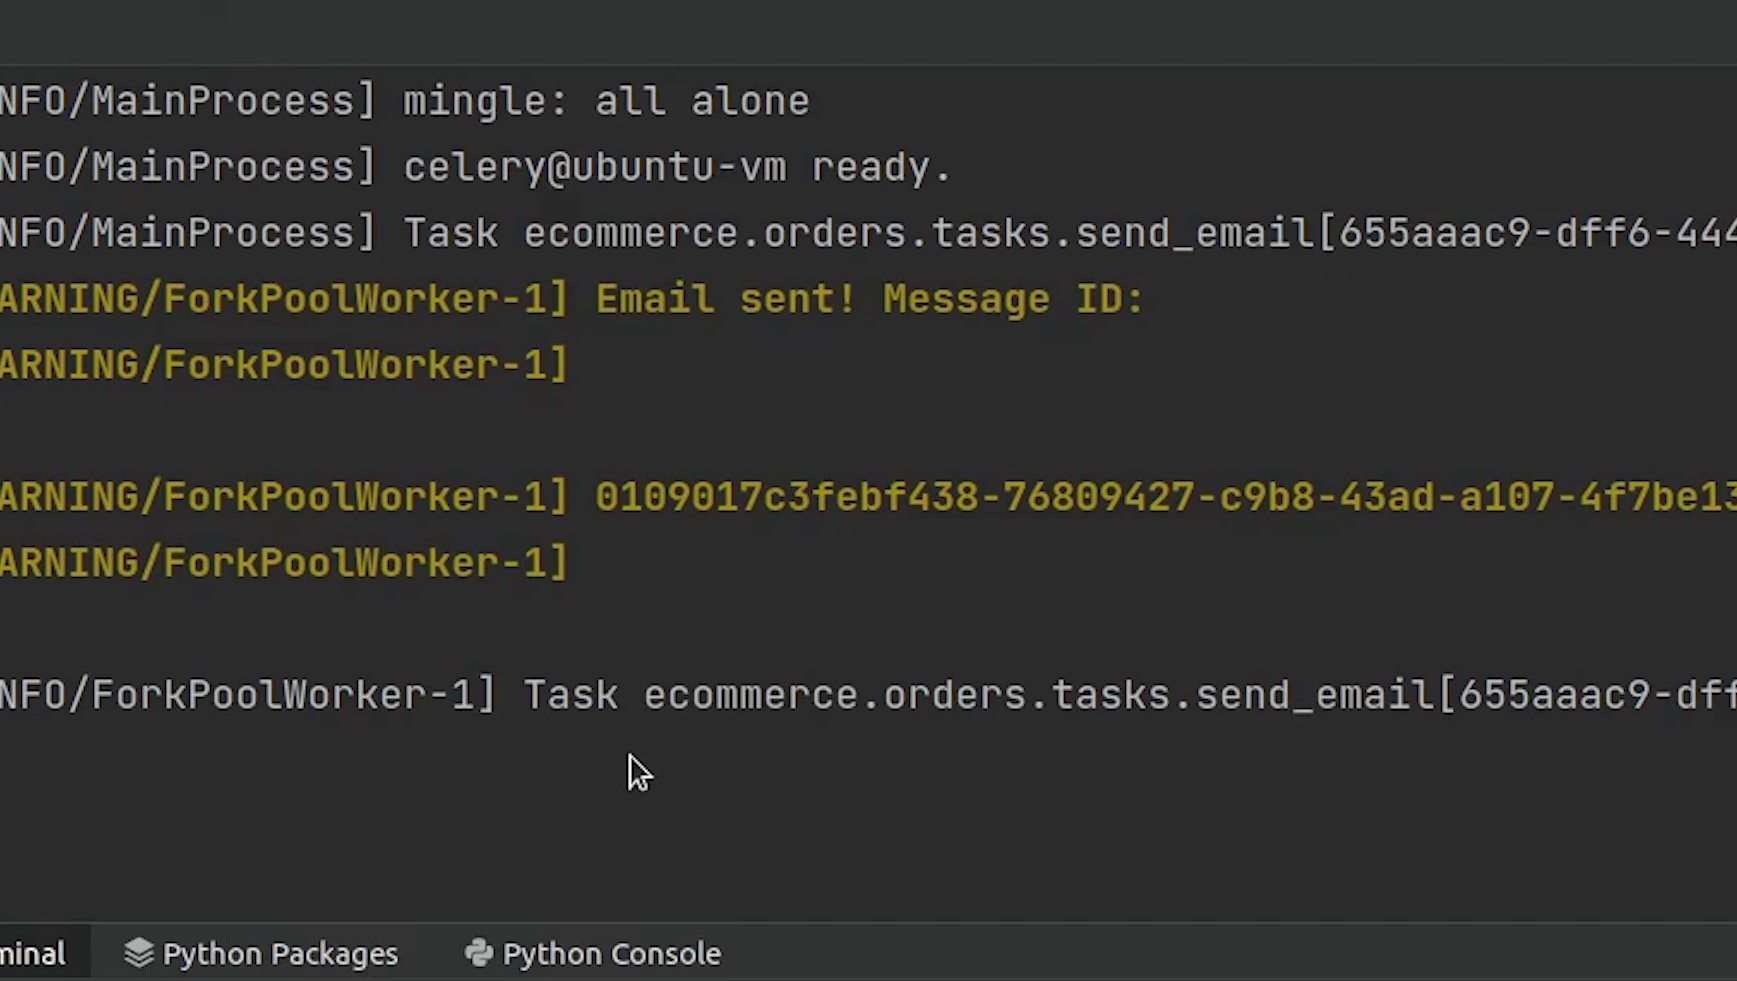 NFO/MainProcess] mingle: all alone
NFO/MainProcess] celery@ubuntu-vm ready.
NFO/MainProcess] Task ecommerce.orders.tasks.send_email[655aaac9-dff6-444
ARNING/ForkPoolWorker-1] Email sent! Message ID:
ARNING/ForkPoolWorker-1]
ARNING/ForkPoolWorker-1] 0109017c3febf438-76809427-c9b8-43ad-a107-4f7be13
ARNING/ForkPoolWorker-1]
NFO/ForkPoolWorker-1] Task ecommerce.orders.tasks.send_email[655aaac9-dff
minal Python Packages Python Console